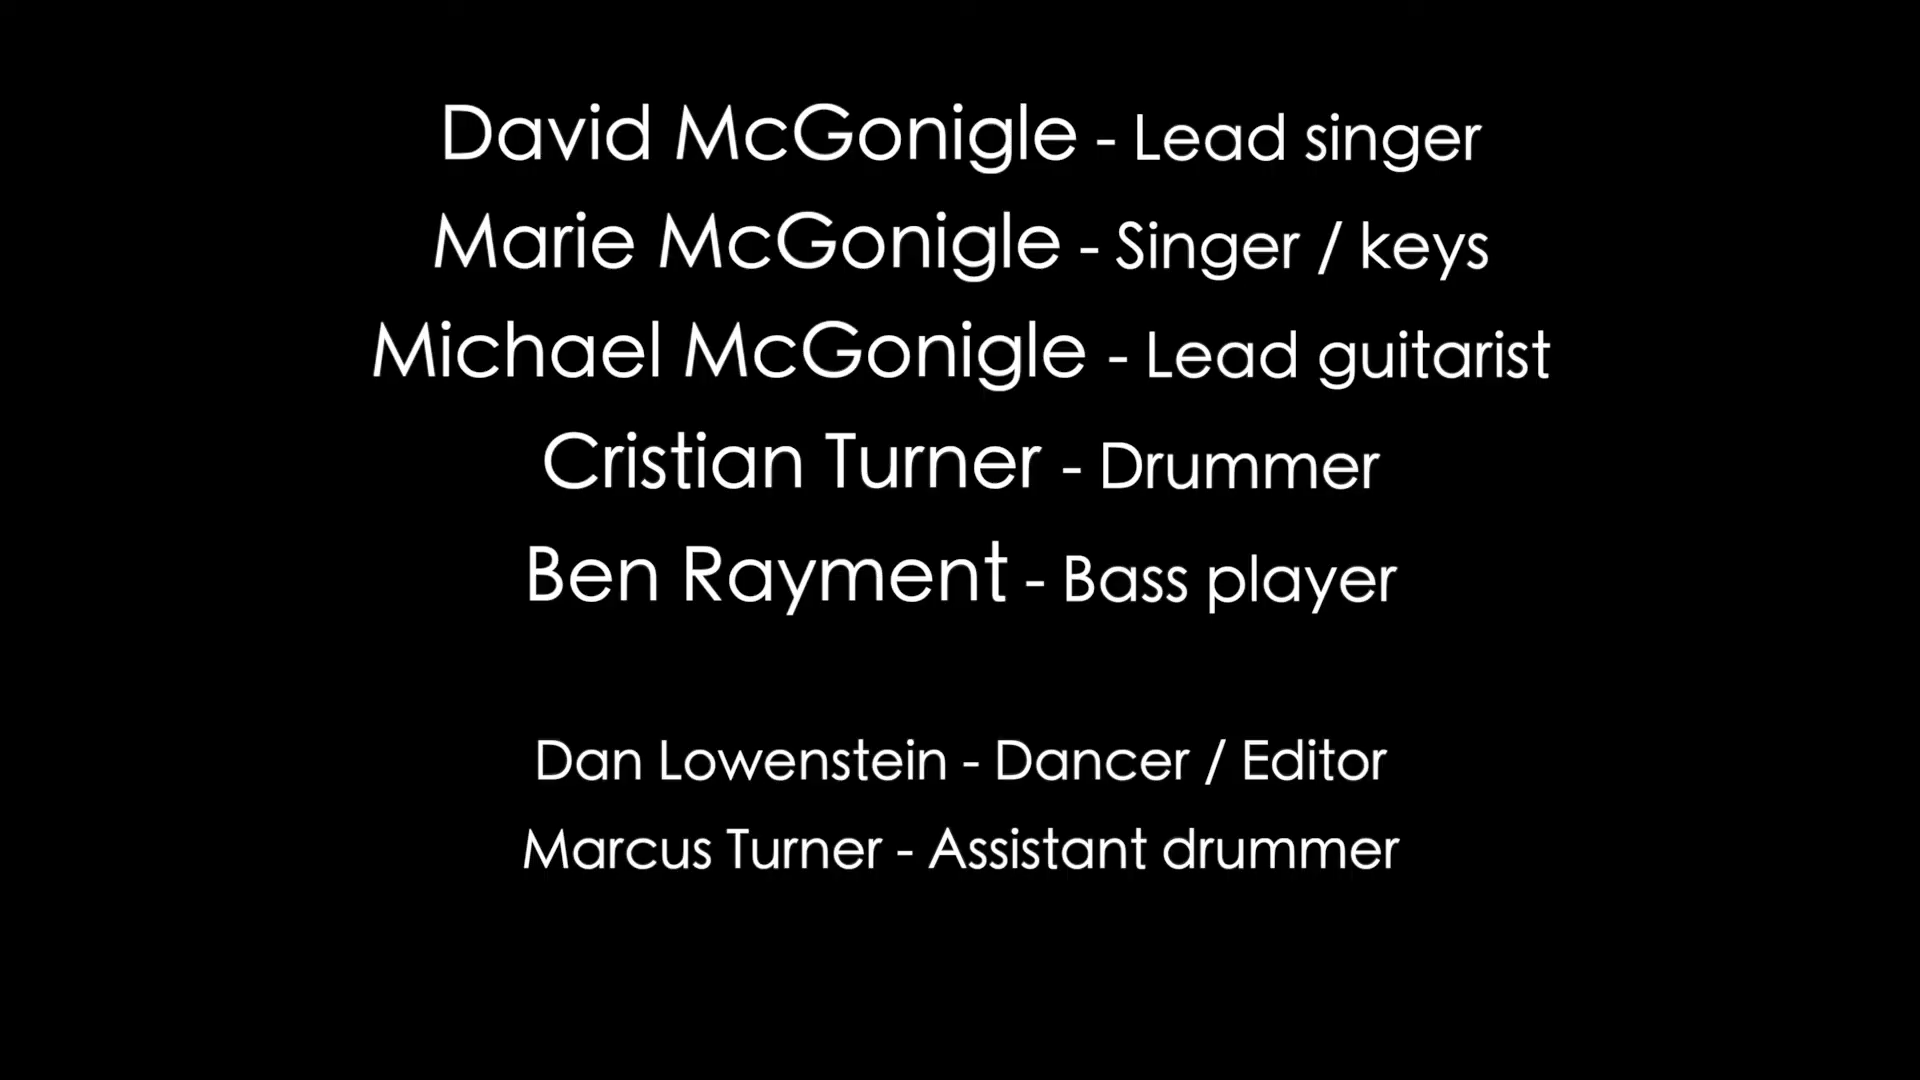 David McGonigle - Lead singer
Marie McGonigle - Singer / keys
Michael McGonigle - Lead guitarist
Cristian Turner - Drummer
Ben Rayment - Bass player
Dan Lowenstein - Dancer / Editor
Marcus Turner - Assistant drummer